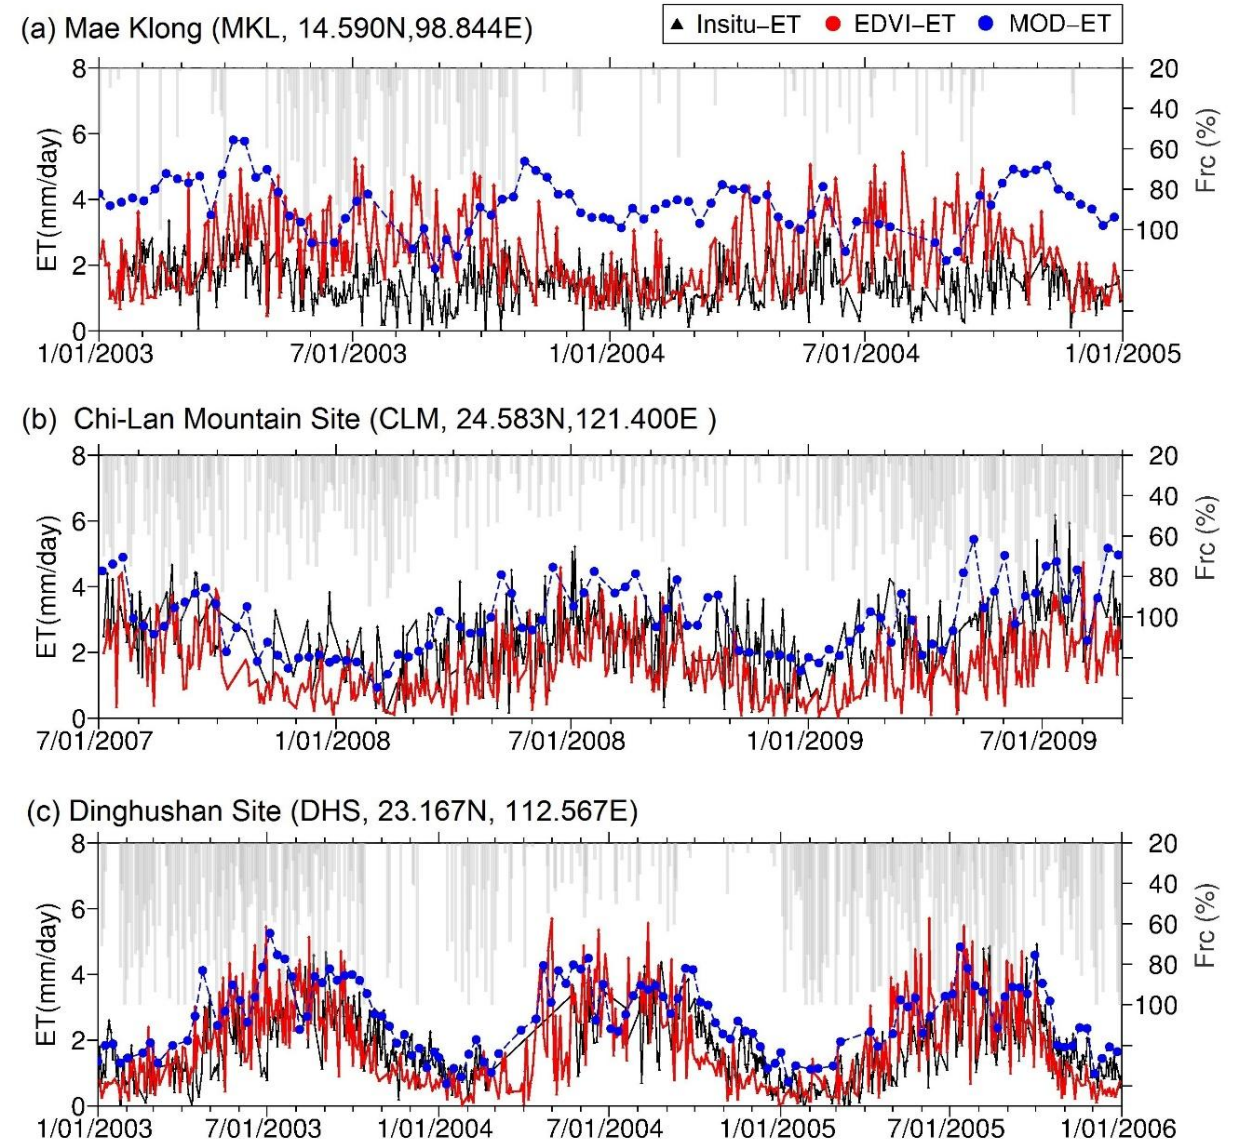 (a) Mae Klong (MKL, 14.590N,98.844E)
Insitu–ET EDVI–ET MOD–ET
8
6
4
2
0
ET(mm/day)
20
40
60
80
100
Frc (%)
1/01/2003 7/01/2003 1/01/2004 7/01/2004 1/01/2005
(b) Chi-Lan Mountain Site (CLM, 24.583N,121.400E )
8
6
4
2
0
ET(mm/day)
20
40
60
80
100
Frc (%)
7/01/2007 1/01/2008 7/01/2008 1/01/2009 7/01/2009
(c) Dinghushan Site (DHS, 23.167N, 112.567E)
8
6
4
2
0
ET(mm/day)
20
40
60
80
100
Frc (%)
1/01/2003 7/01/2003 1/01/2004 7/01/2004 1/01/2005 7/01/2005 1/01/2006